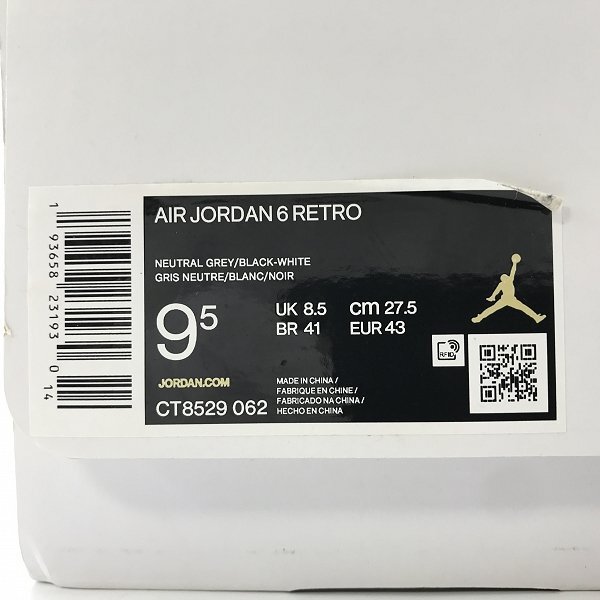 AIR JORDAN 6 RETRO
NEUTRAL GREY/BLACK-WHITE
GRIS NEUTRE/BLANC/NOIR
9⁵
UK 8.5 cm 27.5
BR 41 EUR 43
RFID
JORDAN.COM
CT8529 062
MADE IN CHINA /
FABRIQUE EN CHINE /
FABRICADO NA CHINA /
HECHO EN CHINA
1 93658 23193 0 14